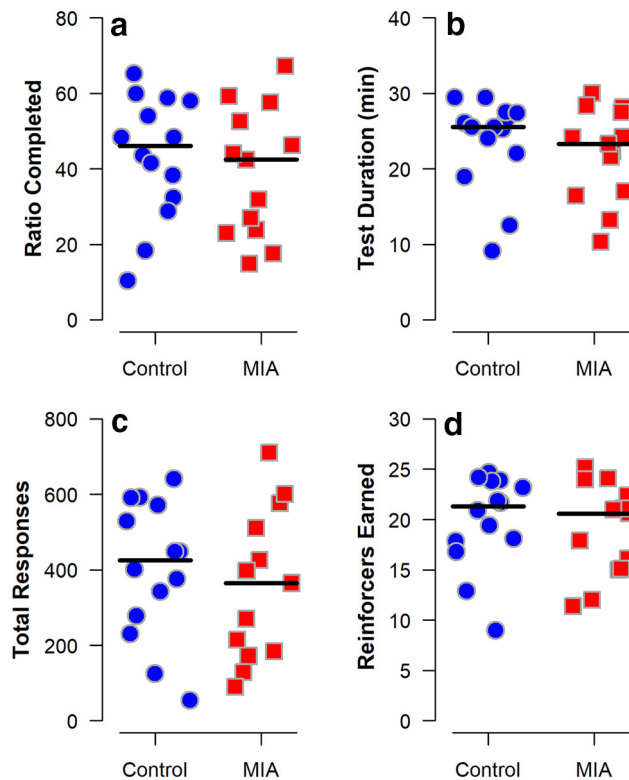 a
Ratio Completed
80
60
40
20
0
Control
MIA
b
Test Duration (min)
40
30
20
10
0
Control
MIA
c
Total Responses
800
600
400
200
0
Control
MIA
d
Reinforcers Earned
30
25
20
15
10
5
0
Control
MIA